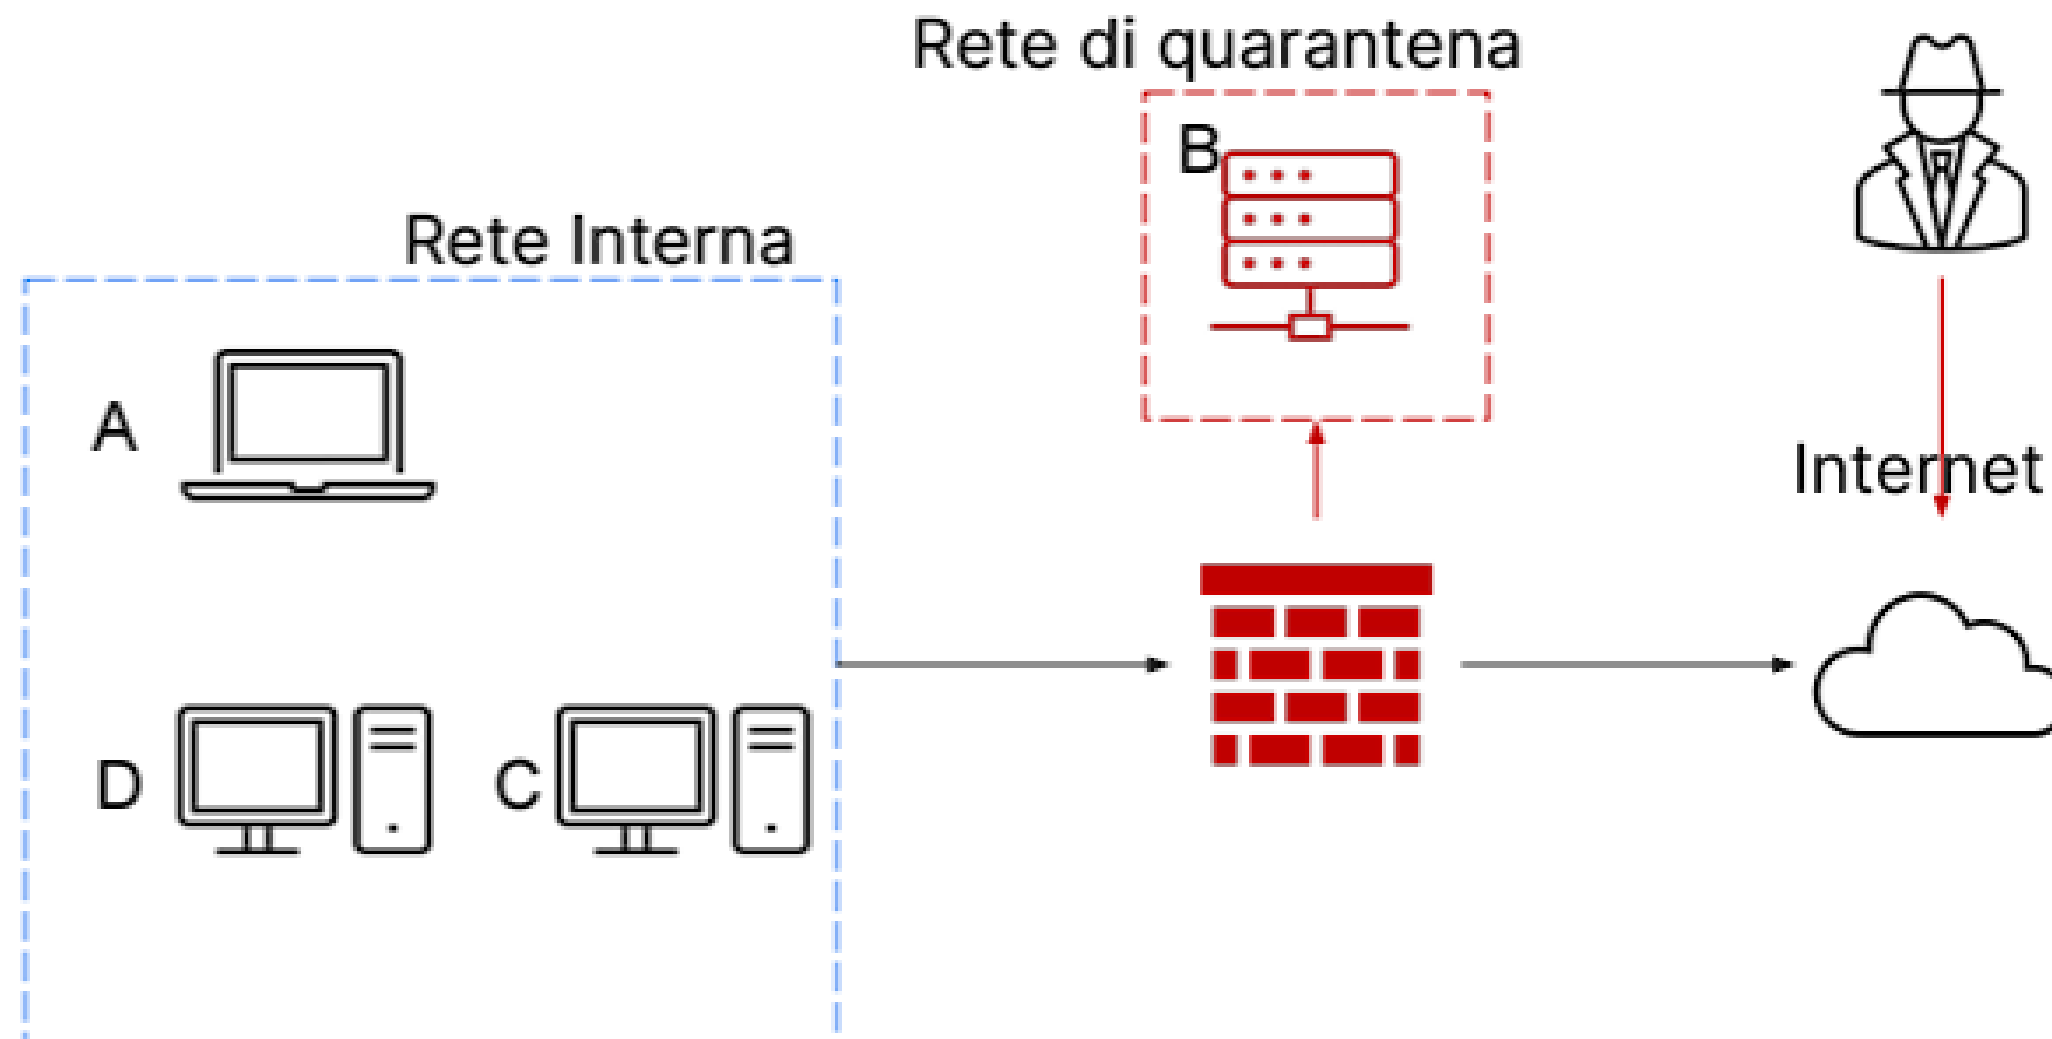 Rete di quarantena
B
Rete Interna
A
Internet
D
C